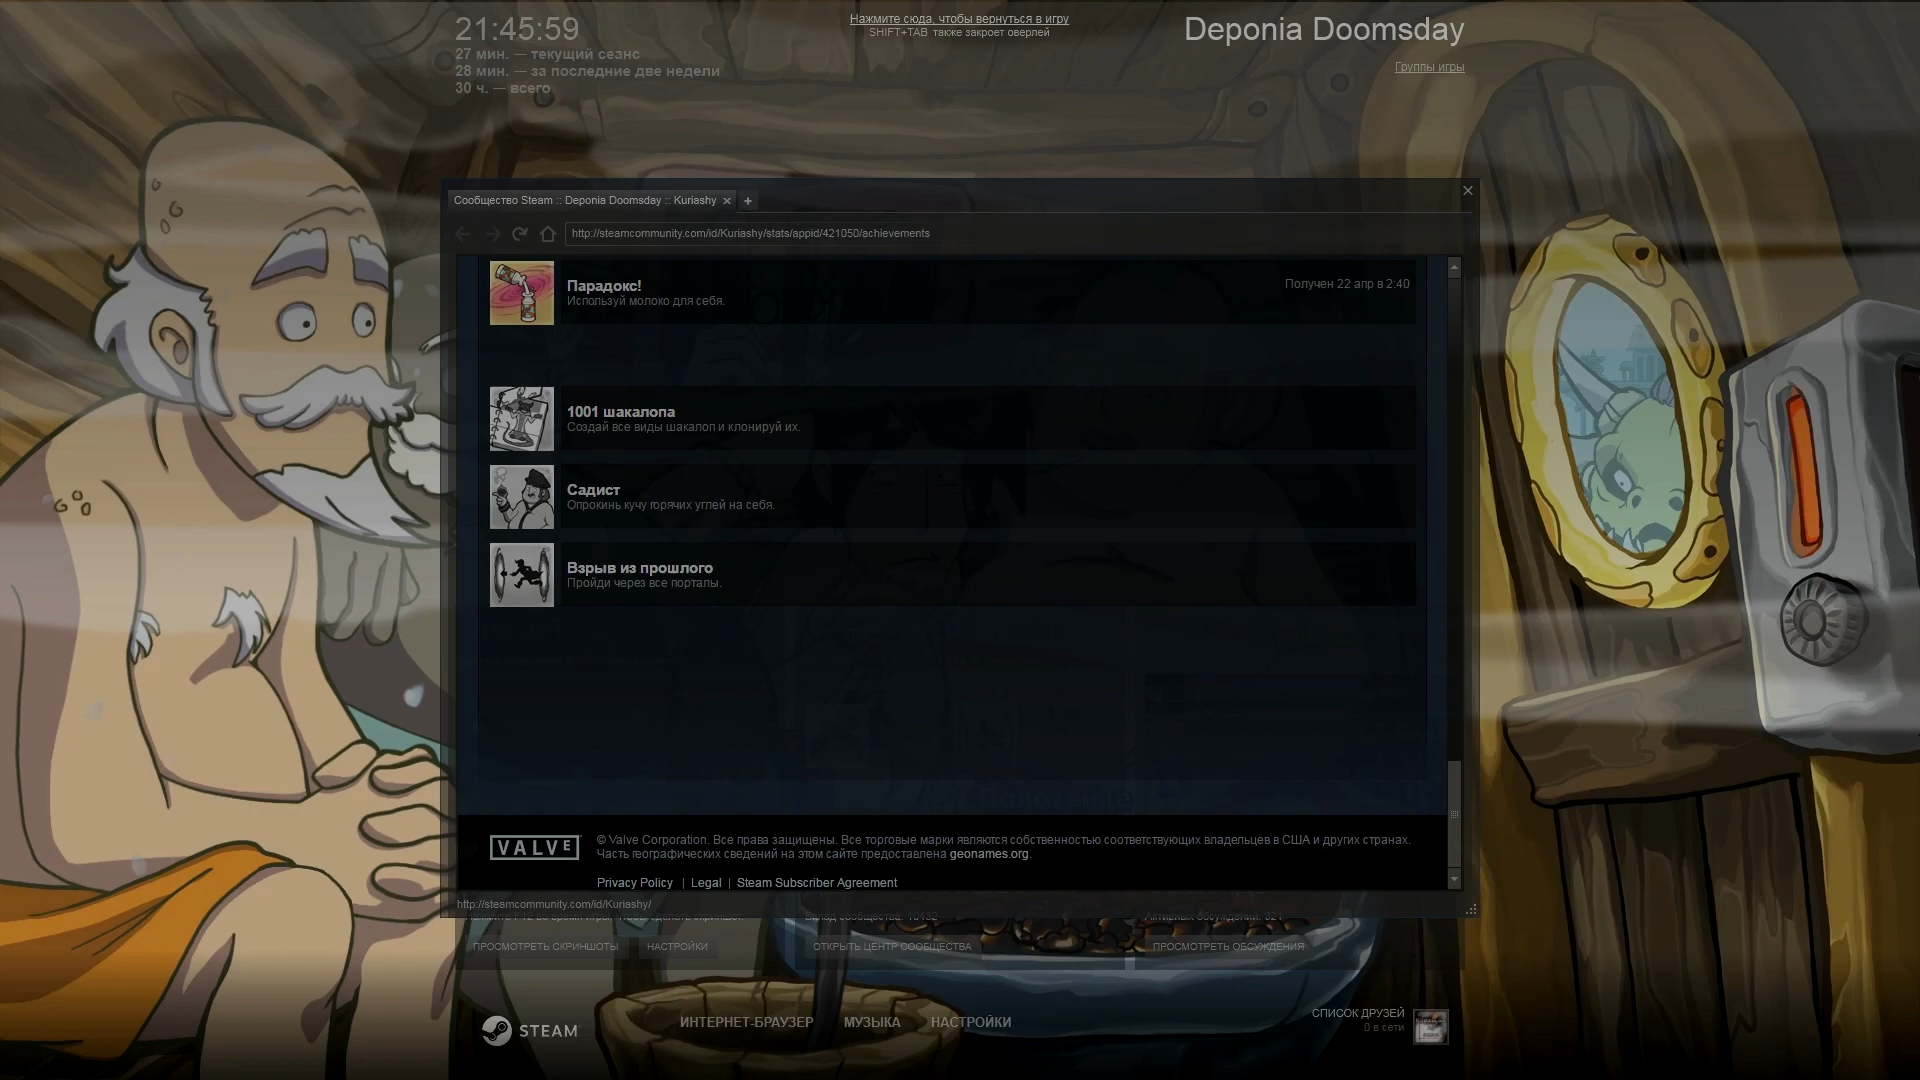 21:45:59
27 мин. — текущий сеанс
28 мин. — за последние две недели
30 ч. — всего
Нажмите сюда, чтобы вернуться в игру
SHIFT+TAB также закроет оверлей
Deponia Doomsday
Группы игры
Сообщество Steam :: Deponia Doomsday :: Kuriashy
http://steamcommunity.com/id/Kuriashy/stats/appid/421050/achievements
Парадокс!
Используй молоко для себя.
Получен 22 апр в 2:40
1001 шакалопа
Создай все виды шакалоп и клонируй их.
Садист
Опрокинь кучу горячих углей на себя.
Взрыв из прошлого
Пройди через все порталы.
VALVE
© Valve Corporation. Все права защищены. Все торговые марки являются собственностью соответствующих владельцев в США и других странах.
Часть географических сведений на этом сайте предоставлена geonames.org.
Privacy Policy | Legal | Steam Subscriber Agreement
http://steamcommunity.com/id/Kuriashy/
ПРОСМОТРЕТЬ СКРИНШОТЫ
НАСТРОЙКИ
ОТКРЫТЬ ЦЕНТР СООБЩЕСТВА
ПРОСМОТРЕТЬ ОБСУЖДЕНИЯ
STEAM
ИНТЕРНЕТ-БРАУЗЕР
МУЗЫКА
НАСТРОЙКИ
СПИСОК ДРУЗЕЙ
0 в сети